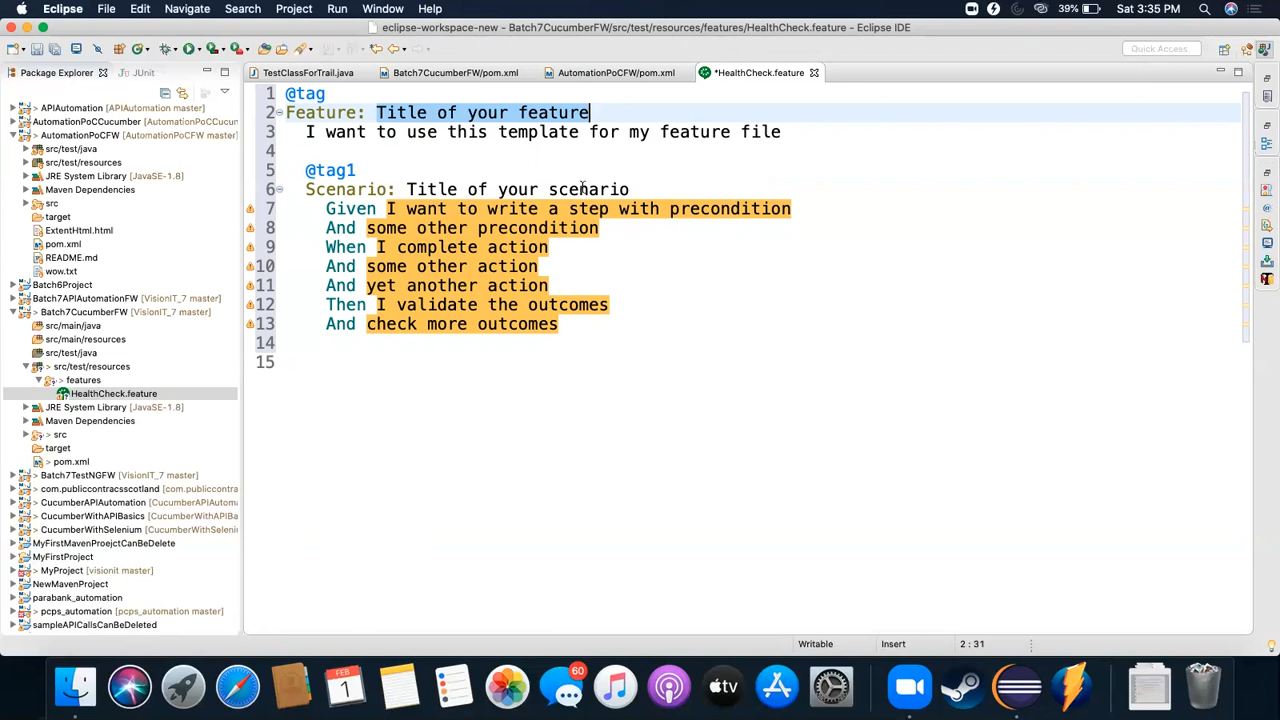 Eclipse File Edit Navigate Search Project Run Window Help 39% Sat 3:35 PM
eclipse-workspace-new - Batch7CucumberFW/src/test/resources/features/HealthCheck.feature - Eclipse IDE
Quick Access
Package Explorer JUnit
TestClassForTrail.java Batch7CucumberFW/pom.xml AutomationPoCFW/pom.xml *HealthCheck.feature
APIAutomation [APIAutomation master]
AutomationPoCCucumber [AutomationPoCCucum
AutomationPoCFW [AutomationPoCFW master]
src/test/java
src/test/resources
JRE System Library [JavaSE-1.8]
Maven Dependencies
src
target
ExtentHtml.html
pom.xml
README.md
wow.txt
Batch6Project
Batch7APIAutomationFW [VisionIT_7 master]
Batch7CucumberFW [VisionIT_7 master]
src/main/java
src/main/resources
src/test/java
src/test/resources
features
HealthCheck.feature
JRE System Library [JavaSE-1.8]
Maven Dependencies
src
target
pom.xml
Batch7TestNGFW [VisionIT_7 master]
com.publiccontracsscotland [com.publiccontra
CucumberAPIAutomation [CucumberAPIAutom
CucumberWithAPIBasics [CucumberWithAPIB
CucumberWithSelenium [CucumberWithSeleniu
MyFirstMavenProejctCanBeDelete
MyFirstProject
MyProject [visionit master]
NewMavenProject
parabank_automation
pcps_automation [pcps_automation master]
sampleAPICallsCanBeDeleted
1 @tag
2 Feature: Title of your feature
3 I want to use this template for my feature file
4
5 @tag1
6 Scenario: Title of your scenario
7 Given I want to write a step with precondition
8 And some other precondition
9 When I complete action
10 And some other action
11 And yet another action
12 Then I validate the outcomes
13 And check more outcomes
14
15
Writable Insert 2 : 31
FEB
1
60
tv